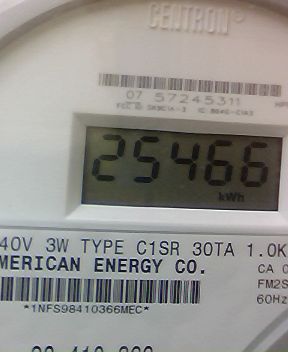 CENTRON®
07 57245311
25466
kWh
40V 3W TYPE C1SR 30TA 1.0K
MERICAN ENERGY CO.
CA 0
FM2S
60Hz
*1NFS98410366MEC*